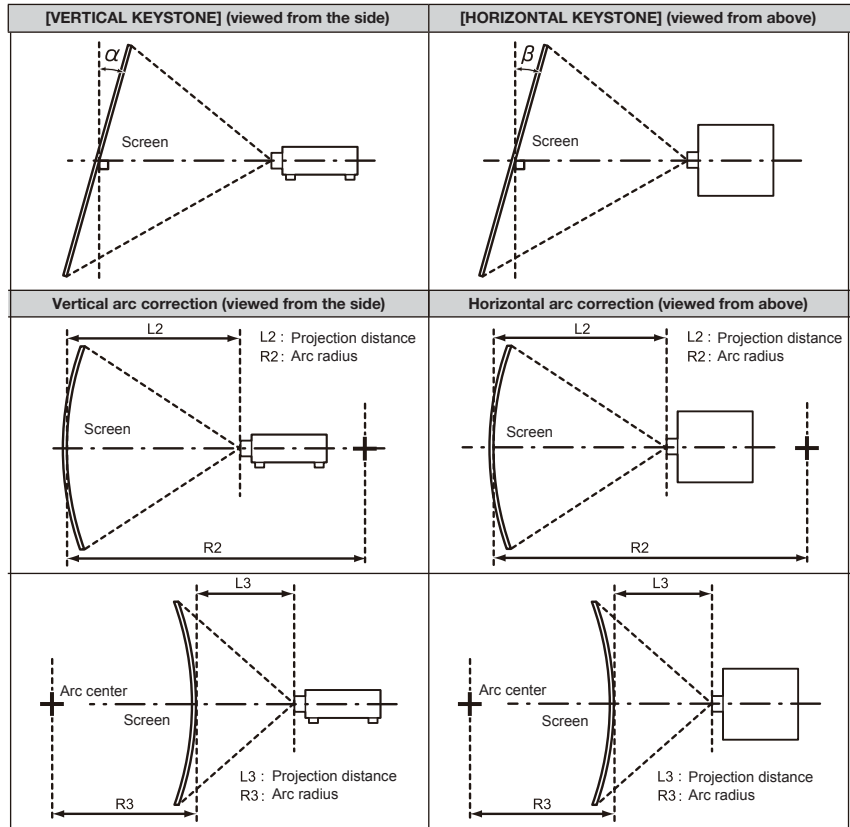 [VERTICAL KEYSTONE] (viewed from the side)
[HORIZONTAL KEYSTONE] (viewed from above)
α
Screen
β
Screen
Vertical arc correction (viewed from the side)
Horizontal arc correction (viewed from above)
L2
L2 : Projection distance
R2 : Arc radius
Screen
R2
L2
L2 : Projection distance
R2 : Arc radius
Screen
R2
L3
Arc center
Screen
L3 : Projection distance
R3 : Arc radius
R3
L3
Arc center
Screen
L3 : Projection distance
R3 : Arc radius
R3